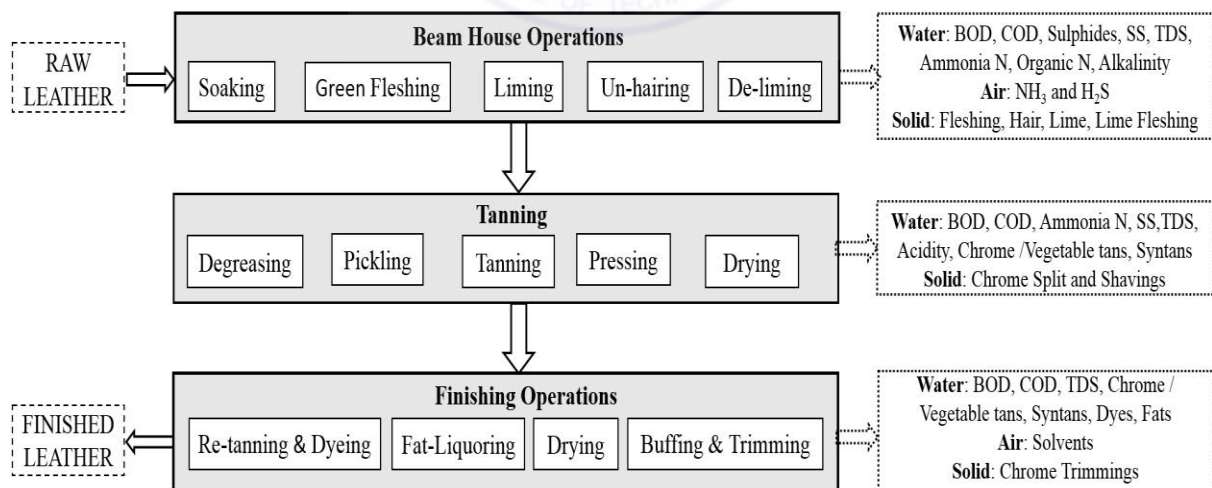 OF TECH
Beam House Operations
RAW
LEATHER
Soaking
Green Fleshing
Liming
Un-hairing
De-liming
Water: BOD, COD, Sulphides, SS, TDS,
Ammonia N, Organic N, Alkalinity
Air: NH₃ and H₂S
Solid: Fleshing, Hair, Lime, Lime Fleshing
Tanning
Degreasing
Pickling
Tanning
Pressing
Drying
Water: BOD, COD, Ammonia N, SS,TDS,
Acidity, Chrome /Vegetable tans, Syntans
Solid: Chrome Split and Shavings
Finishing Operations
FINISHED
LEATHER
Re-tanning & Dyeing
Fat-Liquoring
Drying
Buffing & Trimming
Water: BOD, COD, TDS, Chrome /
Vegetable tans, Syntans, Dyes, Fats
Air: Solvents
Solid: Chrome Trimmings